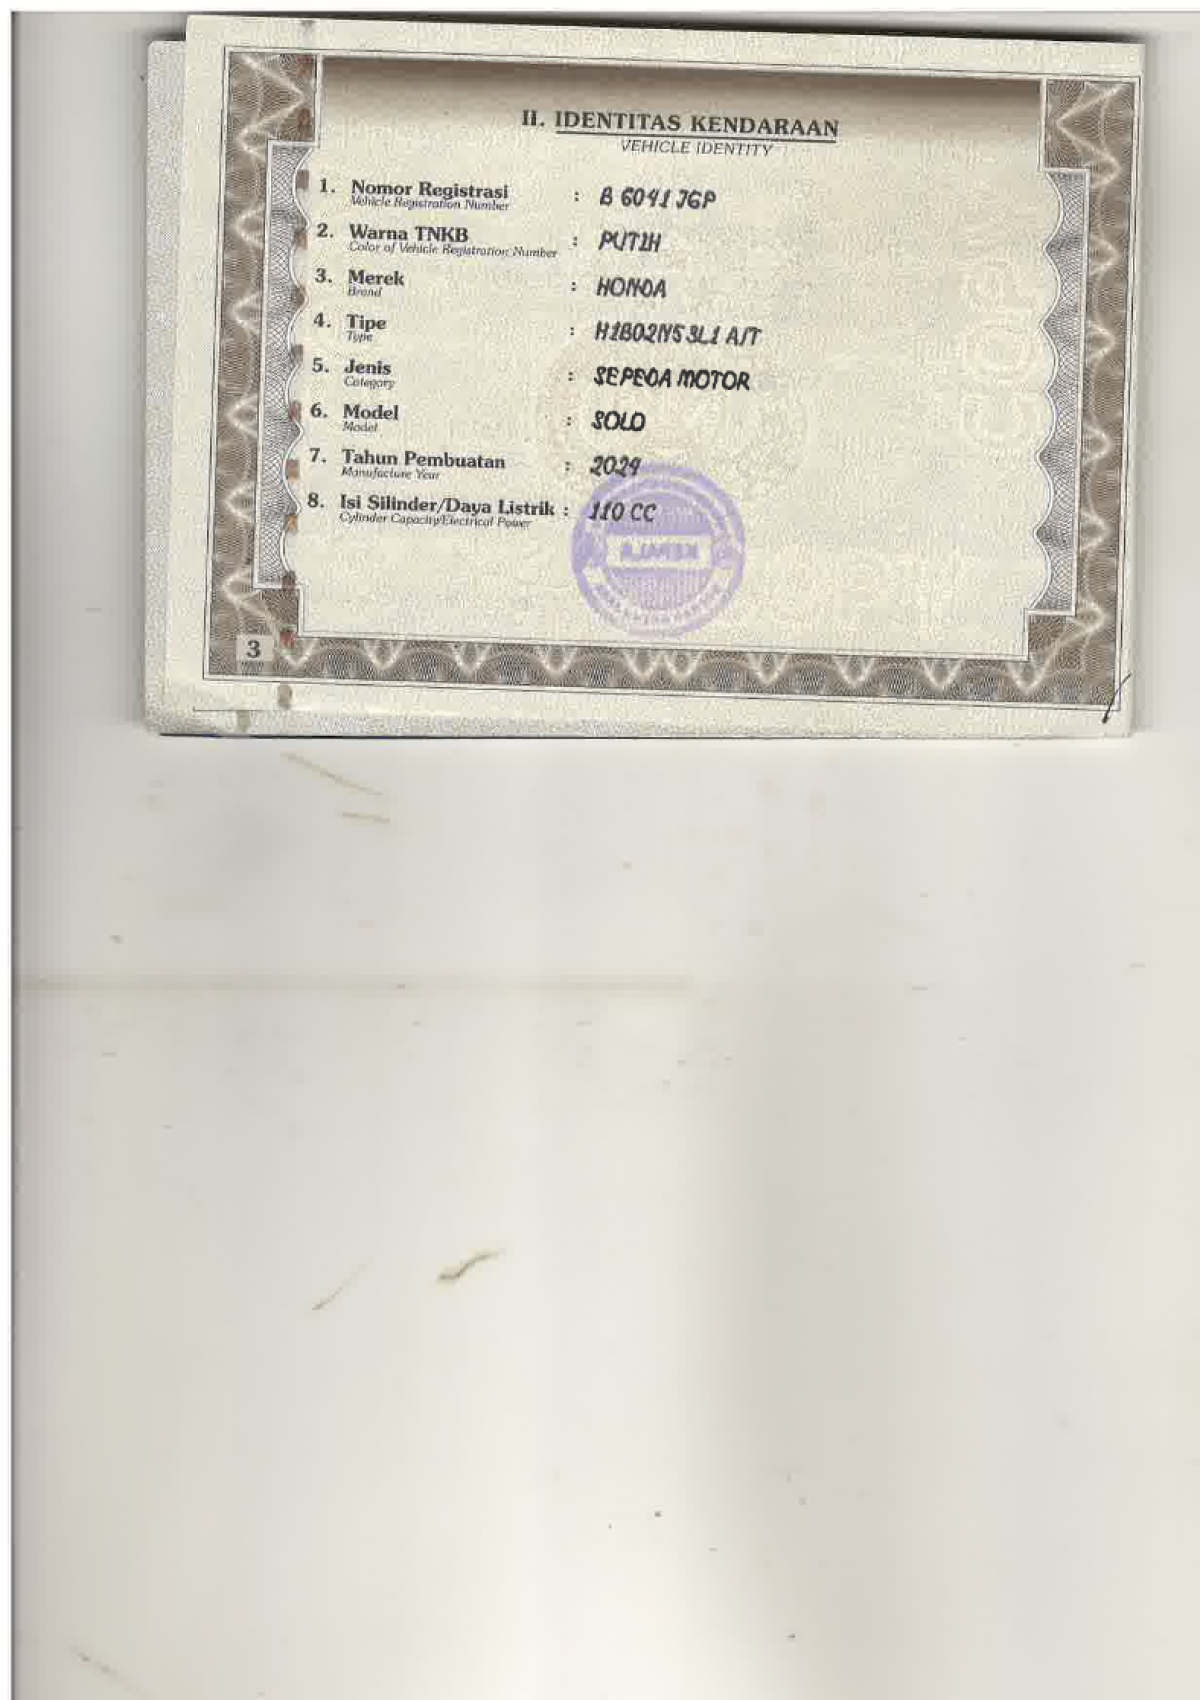 II. IDENTITAS KENDARAAN
VEHICLE IDENTITY
1. Nomor Registrasi : B 6041 JGP
Vehicle Registration Number
2. Warna TNKB : PUTIH
Color of Vehicle Registration Number
3. Merek : HONDA
Brand
4. Tipe : H1B02N53L1 A/T
Type
5. Jenis : SEPEDA MOTOR
Category
6. Model : SOLO
Model
7. Tahun Pembuatan : 2024
Manufacture Year
8. Isi Silinder/Daya Listrik : 110 CC
Cylinder Capacity/Electrical Power
3